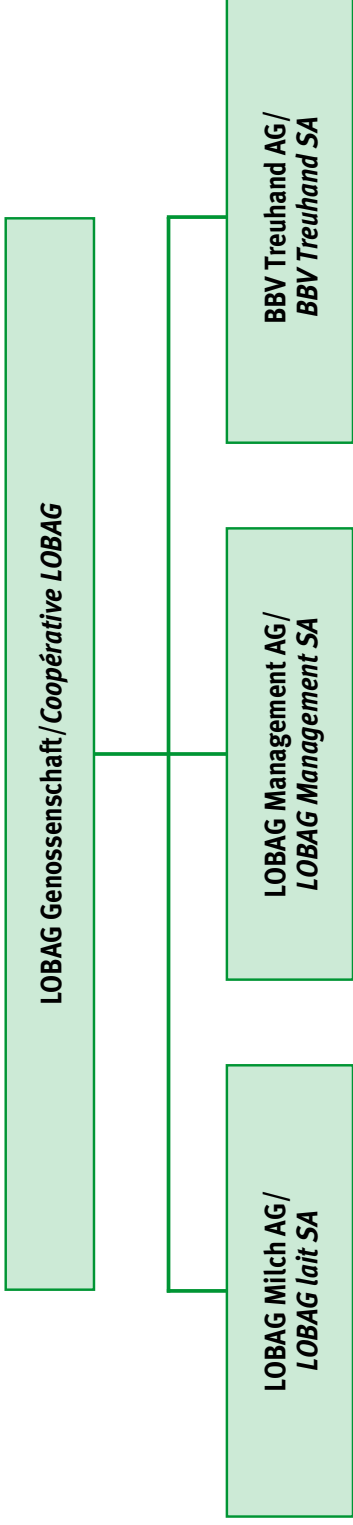 LOBAG Genossenschaft/Coopérative LOBAG
LOBAG Milch AG/
LOBAG lait SA
LOBAG Management AG/
LOBAG Management SA
BBV Treuhand AG/
BBV Treuhand SA